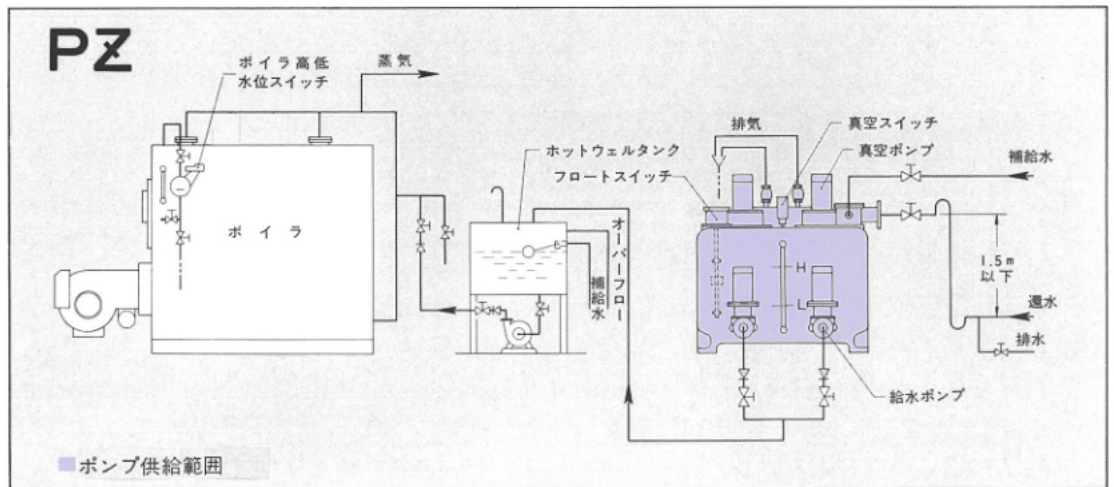 PZ
ボイラ高低
水位スイッチ
蒸気
ボイラ
ホットウェルタンク
フロートスイッチ
オーバーフロー
補給水
排気
真空スイッチ
真空ポンプ
補給水
H
L
1.5m
以下
還水
排水
給水ポンプ
ポンプ供給範囲